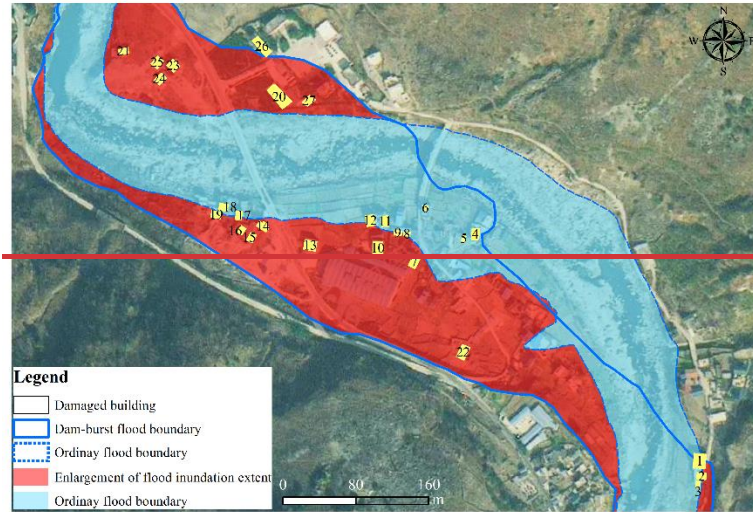 N
W
E
S
26
21
25
23
24
20
27
18
19
17
16
14
15
12
11
9
8
6
5
4
13
10
7
22
1
2
3
Legend
Damaged building
Dam-burst flood boundary
Ordinay flood boundary
Enlargement of flood inundation extent
Ordinay flood boundary
0 80 160
m